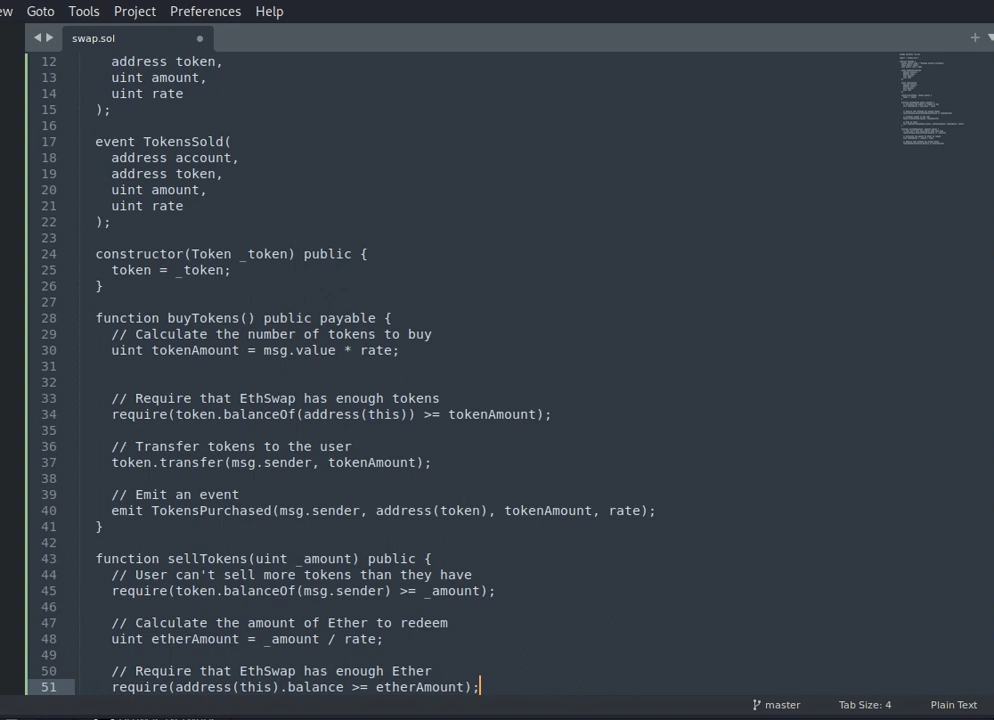 ew Goto Tools Project Preferences Help
swap.sol
12 address token,
13 uint amount,
14 uint rate
15 );
16
17 event TokensSold(
18 address account,
19 address token,
20 uint amount,
21 uint rate
22 );
23
24 constructor(Token _token) public {
25 token = _token;
26 }
27
28 function buyTokens() public payable {
29 // Calculate the number of tokens to buy
30 uint tokenAmount = msg.value * rate;
31
32
33 // Require that EthSwap has enough tokens
34 require(token.balanceOf(address(this)) >= tokenAmount);
35
36 // Transfer tokens to the user
37 token.transfer(msg.sender, tokenAmount);
38
39 // Emit an event
40 emit TokensPurchased(msg.sender, address(token), tokenAmount, rate);
41 }
42
43 function sellTokens(uint _amount) public {
44 // User can't sell more tokens than they have
45 require(token.balanceOf(msg.sender) >= _amount);
46
47 // Calculate the amount of Ether to redeem
48 uint etherAmount = _amount / rate;
49
50 // Require that EthSwap has enough Ether
51 require(address(this).balance >= etherAmount);
master Tab Size: 4 Plain Text